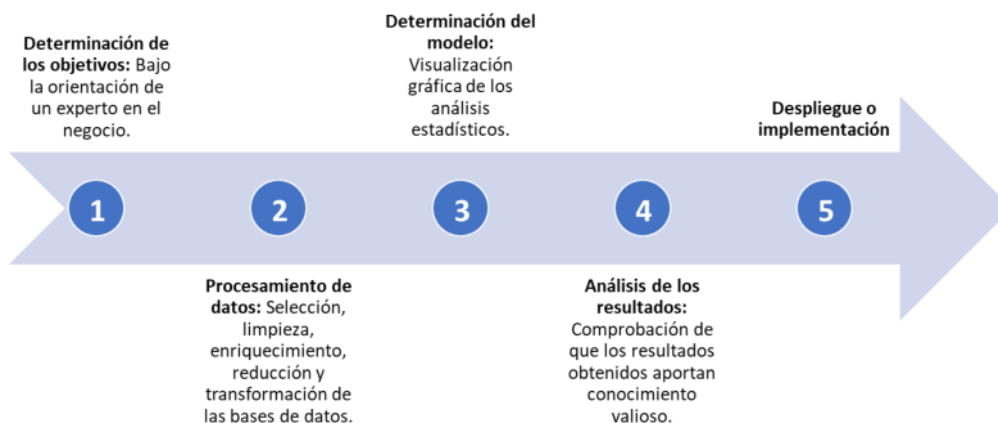 Determinación de
los objetivos: Bajo
la orientación de
un experto en el
negocio.
Determinación del
modelo:
Visualización
gráfica de los
análisis
estadísticos.
Despliegue o
implementación
1
2
3
4
5
Procesamiento de
datos: Selección,
limpieza,
enriquecimiento,
reducción y
transformación de
las bases de datos.
Análisis de los
resultados:
Comprobación de
que los resultados
obtenidos aportan
conocimiento
valioso.